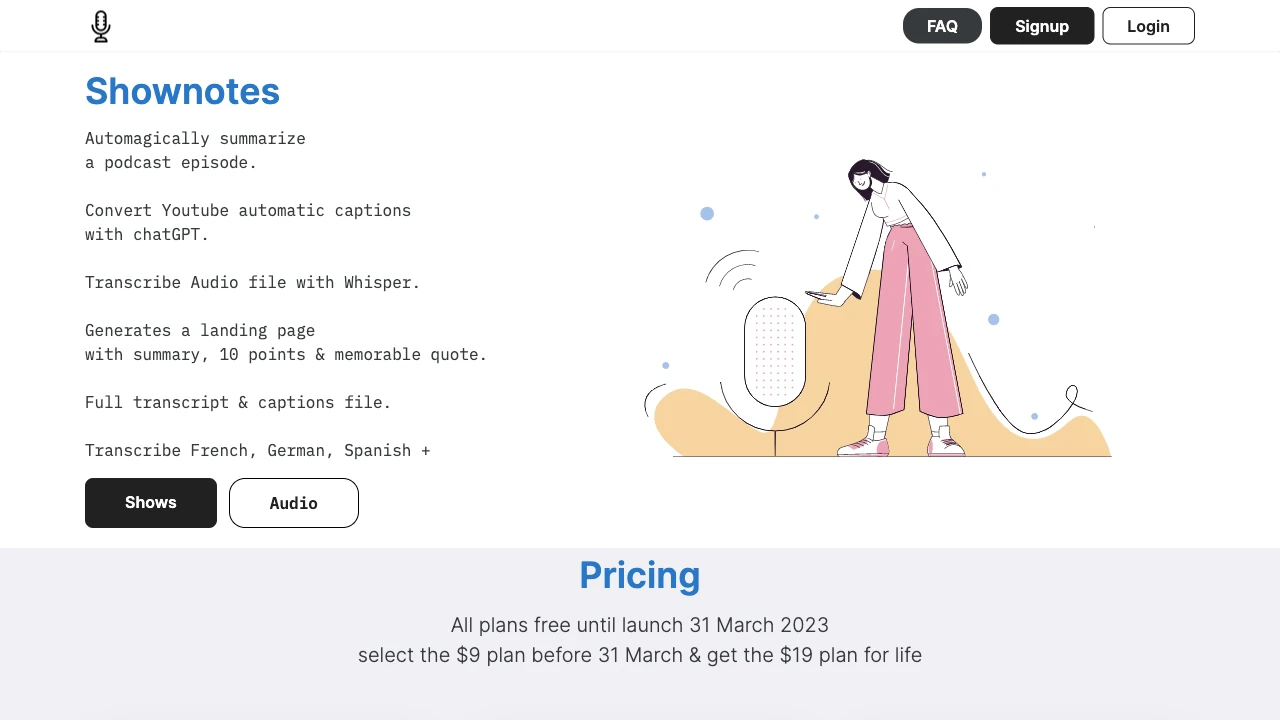 FAQ
Signup
Login
Shownotes
Automagically summarize
a podcast episode.
Convert Youtube automatic captions
with chatGPT.
Transcribe Audio file with Whisper.
Generates a landing page
with summary, 10 points & memorable quote.
Full transcript & captions file.
Transcribe French, German, Spanish +
Shows
Audio
Pricing
All plans free until launch 31 March 2023
select the $9 plan before 31 March & get the $19 plan for life